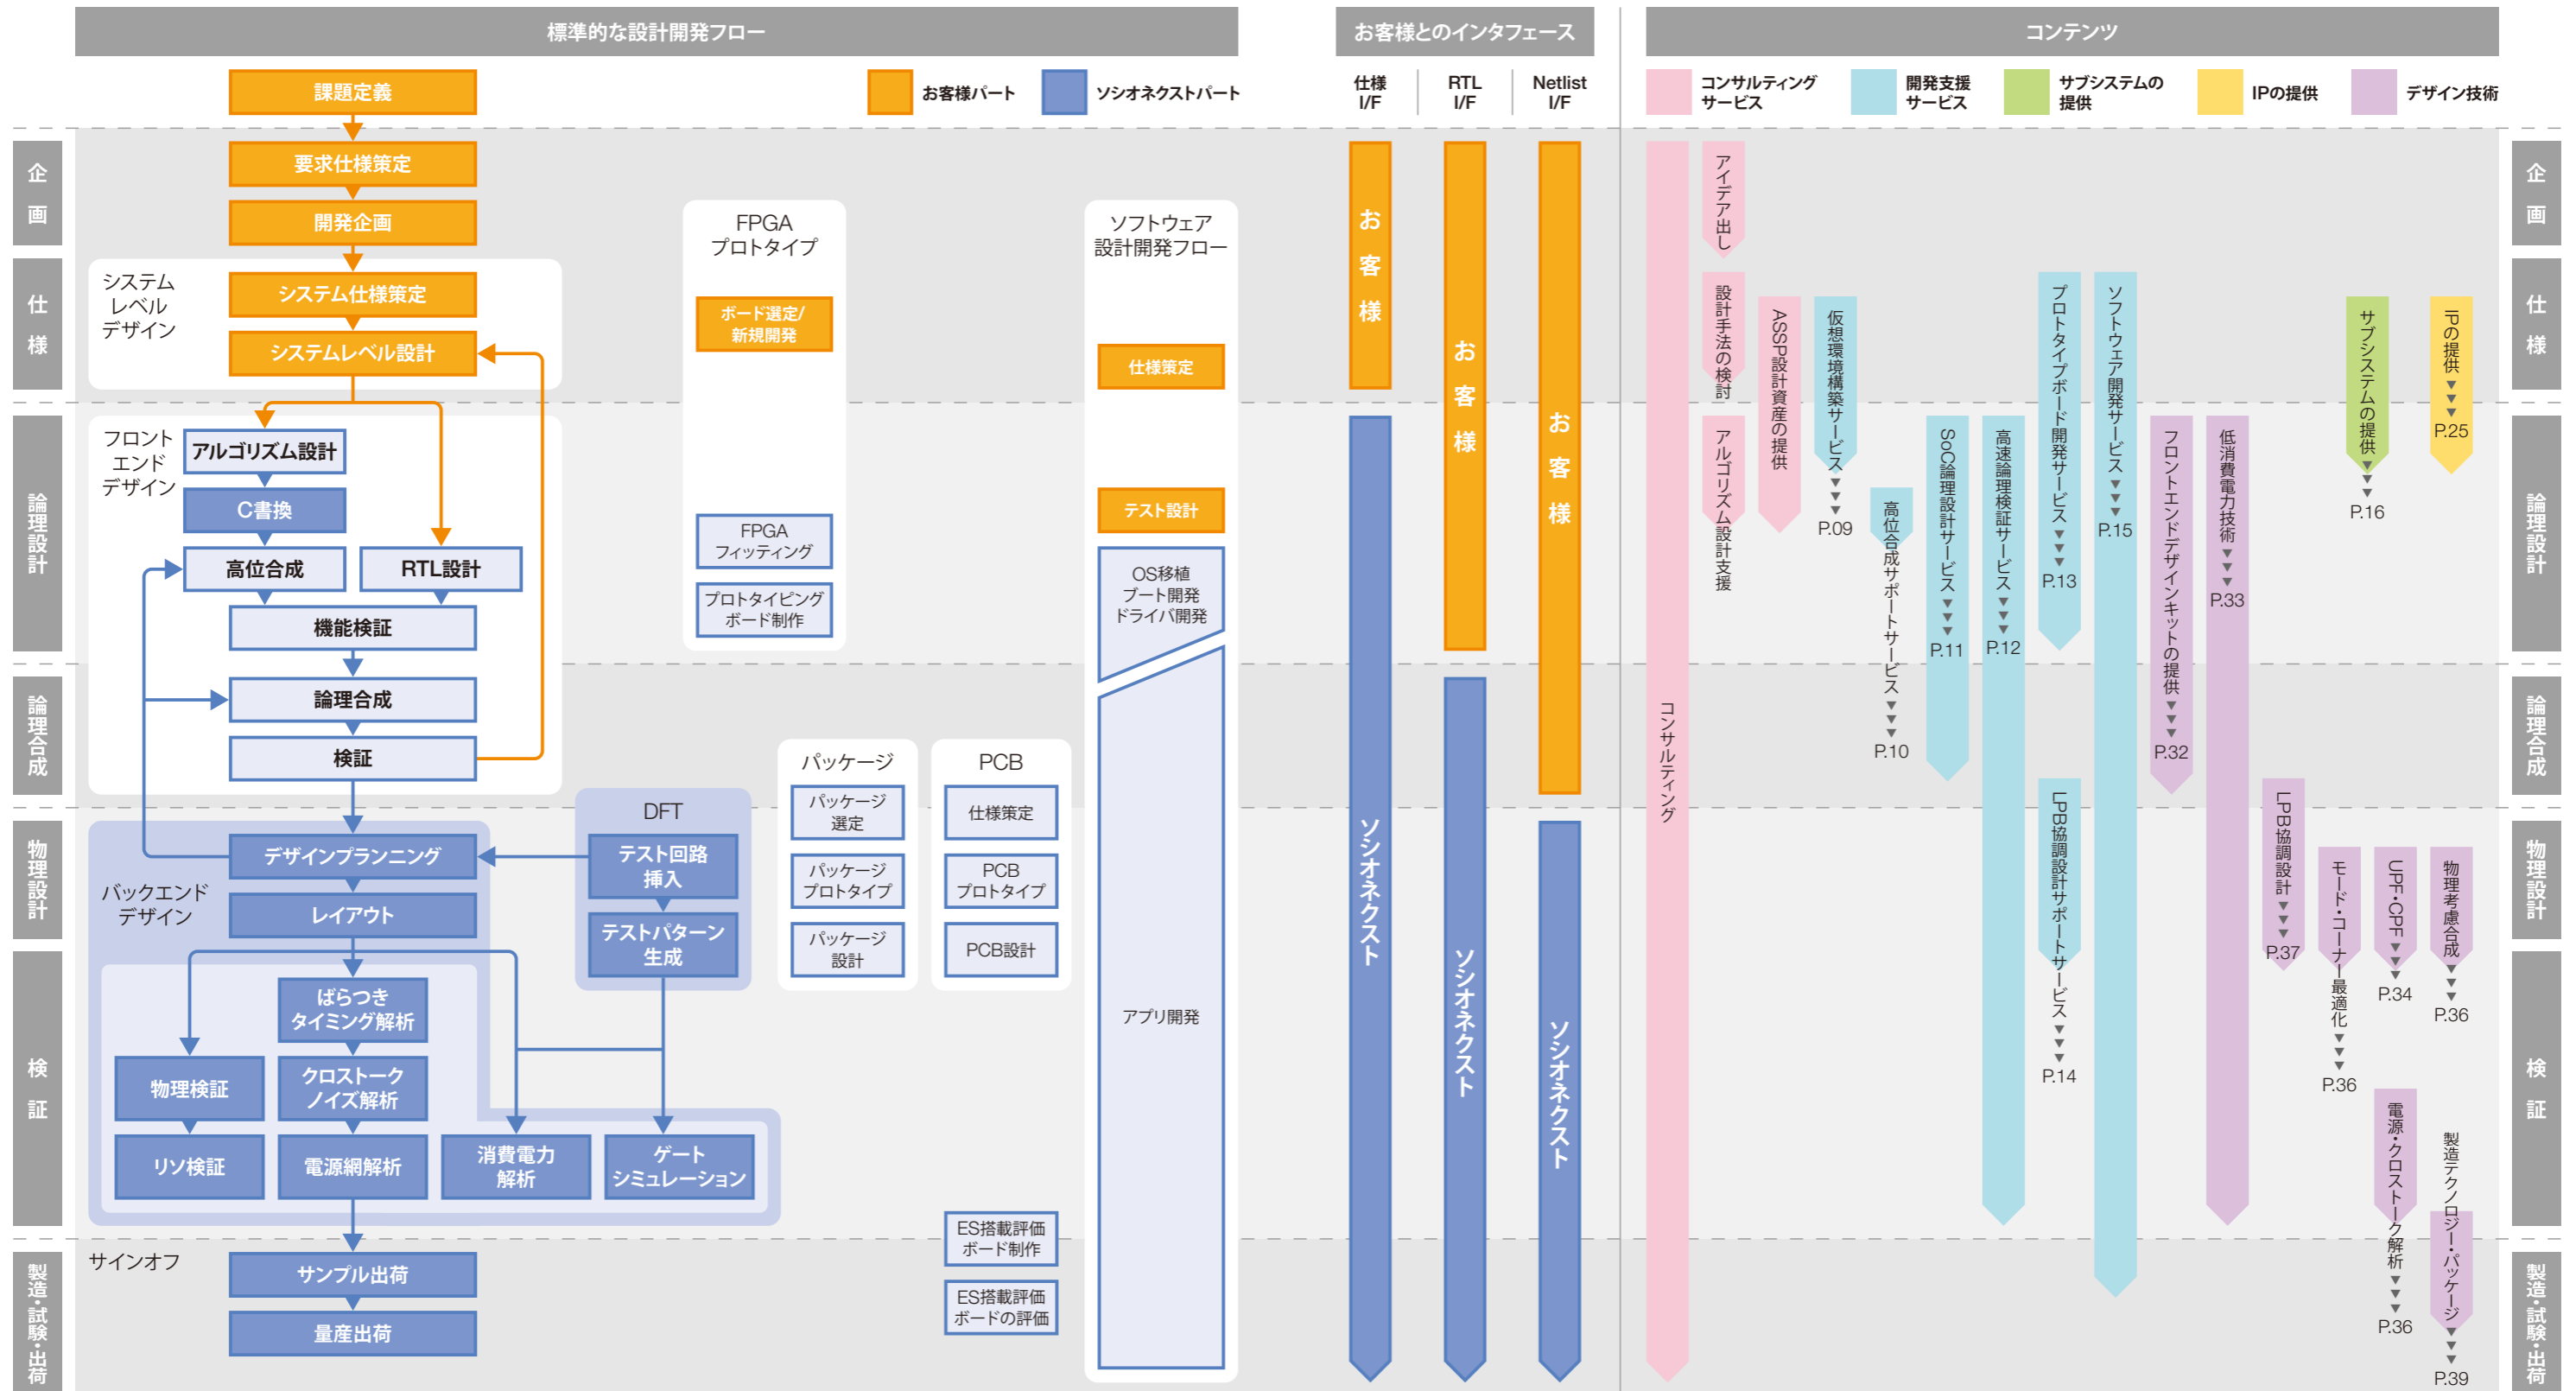 標準的な設計開発フロー
お客様とのインタフェース
コンテンツ
お客様パート
ソシオネクストパート
仕様
I/F
RTL
I/F
Netlist
I/F
コンサルティング
サービス
開発支援
サービス
サブシステムの
提供
IPの提供
デザイン技術
企画
仕様
論理設計
論理合成
物理設計
検証
製造・試験・出荷
課題定義
要求仕様策定
開発企画
システム
レベル
デザイン
システム仕様策定
システムレベル設計
フロント
エンド
デザイン
アルゴリズム設計
C書換
高位合成
RTL設計
機能検証
論理合成
検証
バックエンド
デザイン
デザインプランニング
レイアウト
ばらつき
タイミング解析
物理検証
クロストーク
ノイズ解析
リソ検証
電源網解析
消費電力
解析
ゲート
シミュレーション
サインオフ
サンプル出荷
量産出荷
DFT
テスト回路
挿入
テストパターン
生成
FPGA
プロトタイプ
ボード選定/
新規開発
FPGA
フィッティング
プロトタイピング
ボード制作
パッケージ
パッケージ
選定
パッケージ
プロトタイプ
パッケージ
設計
PCB
仕様策定
PCB
プロトタイプ
PCB設計
ES搭載評価
ボード制作
ES搭載評価
ボードの評価
ソフトウェア
設計開発フロー
仕様策定
テスト設計
OS移植
ブート開発
ドライバ開発
アプリ開発
お客様
ソシオネクスト
お客様
ソシオネクスト
お客様
ソシオネクスト
コンサルティング
アイデア出し
設計手法の検討
アルゴリズム設計支援
ASSP設計資産の提供
仮想環境構築サービス▼▼▼
P.09
高位合成サポートサービス▼▼▼
P.10
SoC論理設計サービス▼▼▼
P.11
高速論理検証サービス▼▼▼
P.12
プロトタイプボード開発サービス▼▼▼
P.13
LPB協調設計サポートサービス▼▼▼
P.14
ソフトウェア開発サービス▼▼▼
P.15
フロントエンドデザインキットの提供▼▼▼
P.32
低消費電力技術▼▼▼
P.33
LPB協調設計▼▼▼
P.37
モード・コーナー最適化▼▼▼
P.36
サブシステムの提供▼▼▼
P.16
UPF・CPF▼▼▼
P.34
電源・クロストーク解析▼▼▼
P.36
IPの提供▼▼▼
P.25
物理考慮合成▼▼▼
P.36
製造テクノロジー・パッケージ▼▼▼
P.39
企画
仕様
論理設計
論理合成
物理設計
検証
製造・試験・出荷